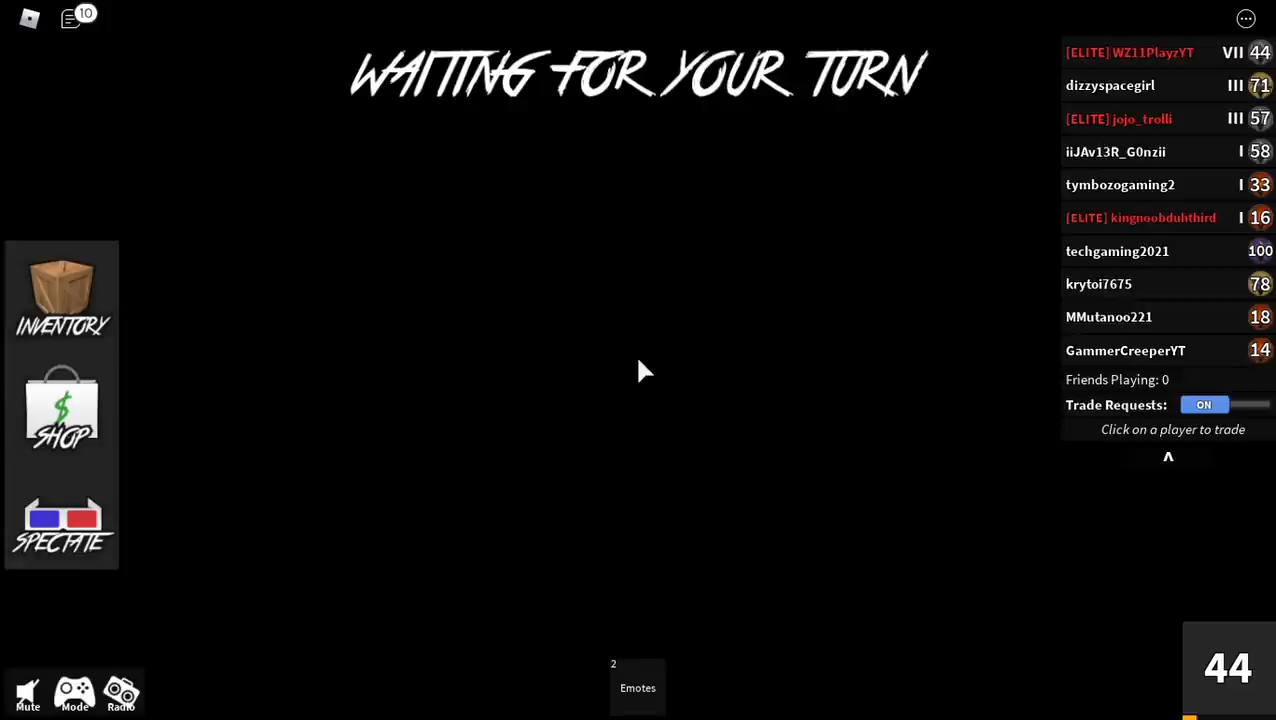 10
WAITING FOR YOUR TURN
[ELITE] WZ11PlayzYT VII 44
dizzyspacegirl III 71
[ELITE] jojo_trolli III 57
iiJAv13R_G0nzii I 58
tymbozogaming2 I 33
[ELITE] kingnoobduhthird I 16
techgaming2021 100
krytoi7675 78
MMutanoo221 18
GammerCreeperYT 14
Friends Playing: 0
Trade Requests: ON
Click on a player to trade
INVENTORY
$
SHOP
SPECTATE
Mute Mode Radio
2
Emotes
44